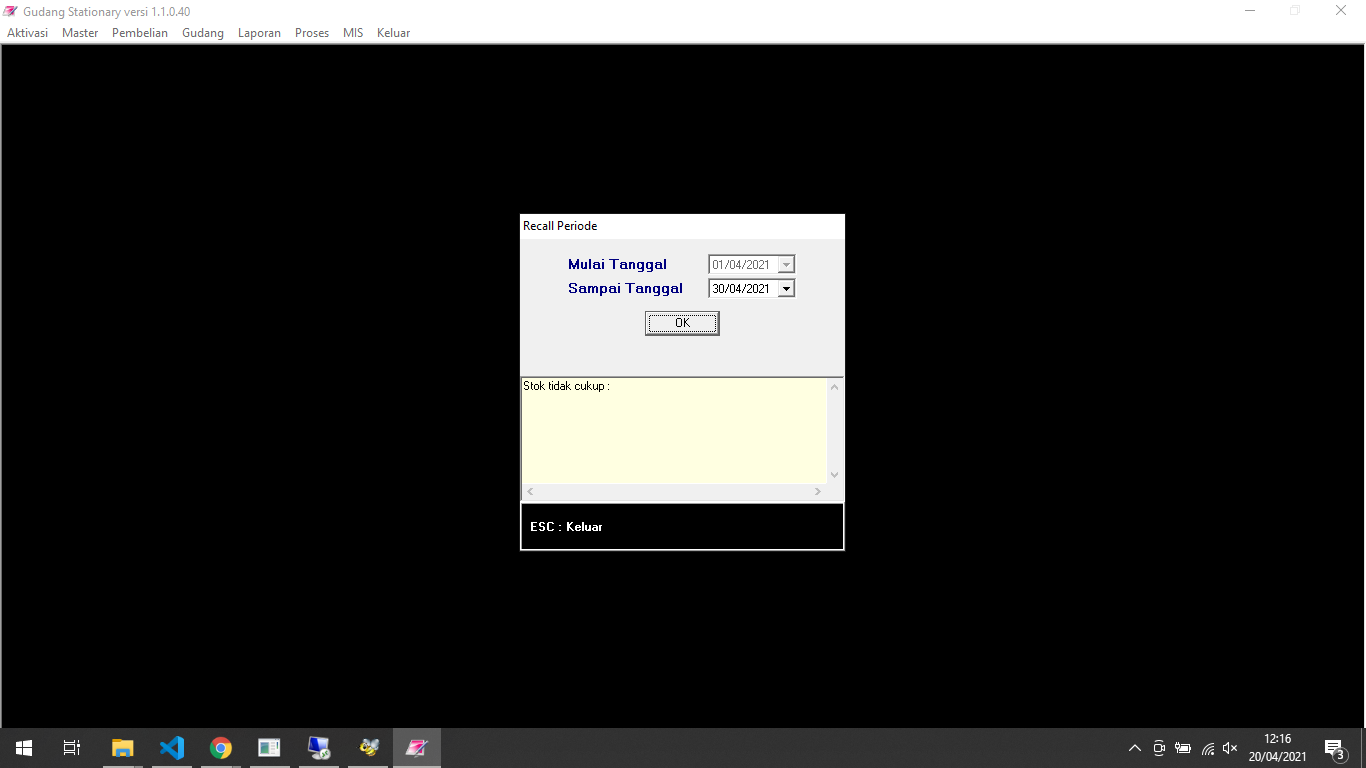 Gudang Stationary versi 1.1.0.40
Aktivasi Master Pembelian Gudang Laporan Proses MIS Keluar
Recall Periode
Mulai Tanggal 01/04/2021
Sampai Tanggal 30/04/2021
OK
Stok tidak cukup :
ESC : Keluar
12:16
20/04/2021
3